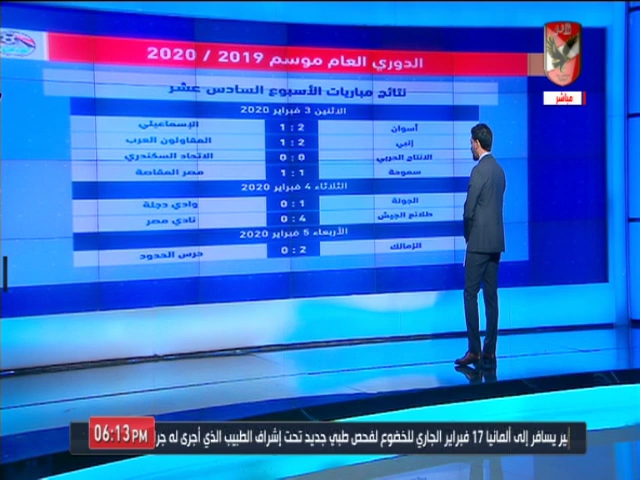 الدوري العام موسم 2019 / 2020
مباشر
نتائج مباريات الأسبوع السادس عشر
الاثنين 3 فبراير 2020
أسوان 2 : 1 الإسماعيلي
إنبي 2 : 1 المقاولون العرب
الانتاج الحربي 0 : 0 الاتحاد السكندري
سموحة 1 : 1 مصر المقاصة
الثلاثاء 4 فبراير 2020
الجونة 1 : 0 وادي دجلة
طلائع الجيش 4 : 0 نادي مصر
الأربعاء 5 فبراير 2020
الزمالك 2 : 0 حرس الحدود
ير يسافر إلى ألمانيا 17 فبراير الجاري للخضوع لفحص طبي جديد تحت إشراف الطبيب الذي أجرى له جر
06:13 PM